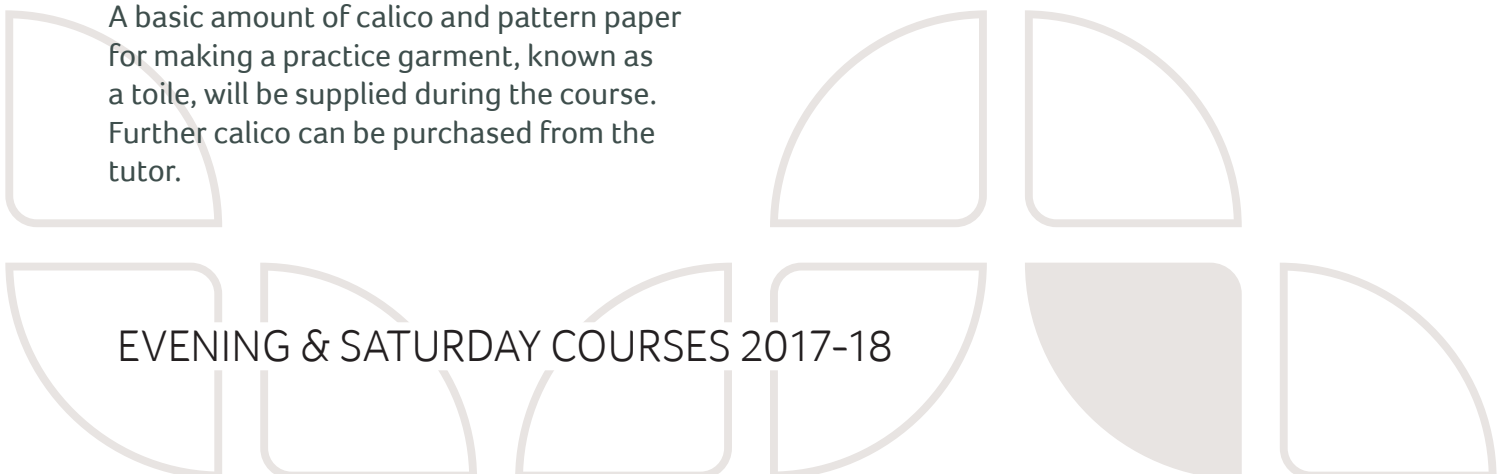 A basic amount of calico and pattern paper
for making a practice garment, known as
a toile, will be supplied during the course.
Further calico can be purchased from the
tutor.
EVENING & SATURDAY COURSES 2017-18